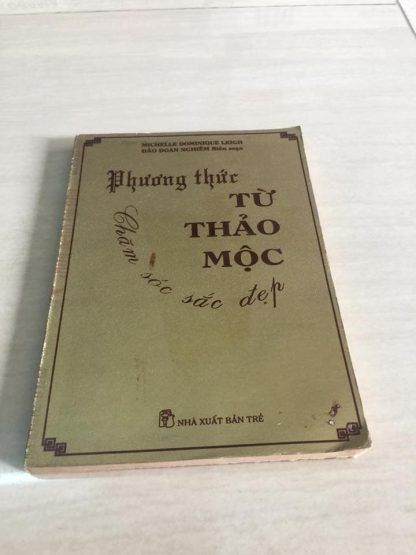 MICHELLE DOMINIQUE LEIGH
ĐÀO ĐOAN NGHIÊM Biên soạn
Phương thức
TỪ
THẢO
MỘC
Chăm sóc sắc đẹp
NHÀ XUẤT BẢN TRẺ